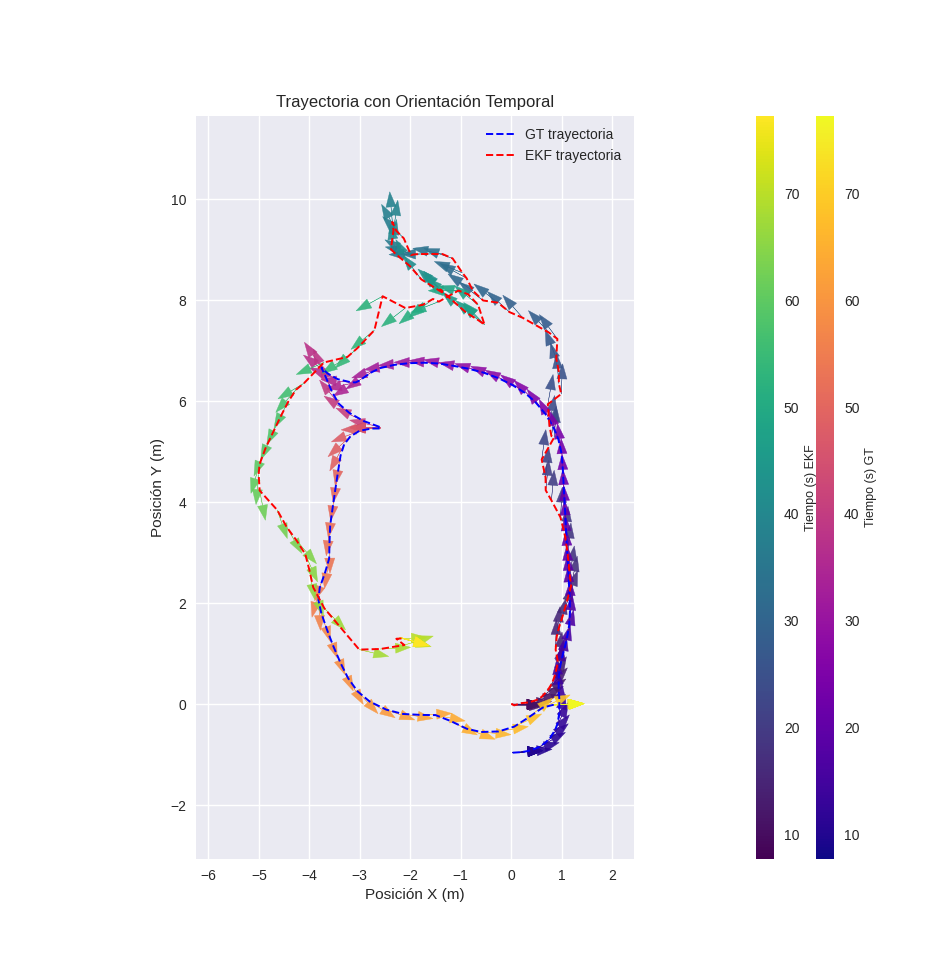 Trayectoria con Orientación Temporal
GT trayectoria
EKF trayectoria
10
8
6
4
2
0
−2
Posición Y (m)
−6 −5 −4 −3 −2 −1 0 1 2
Posición X (m)
70
60
50
40
30
20
10
Tiempo (s) EKF
70
60
50
40
30
20
10
Tiempo (s) GT